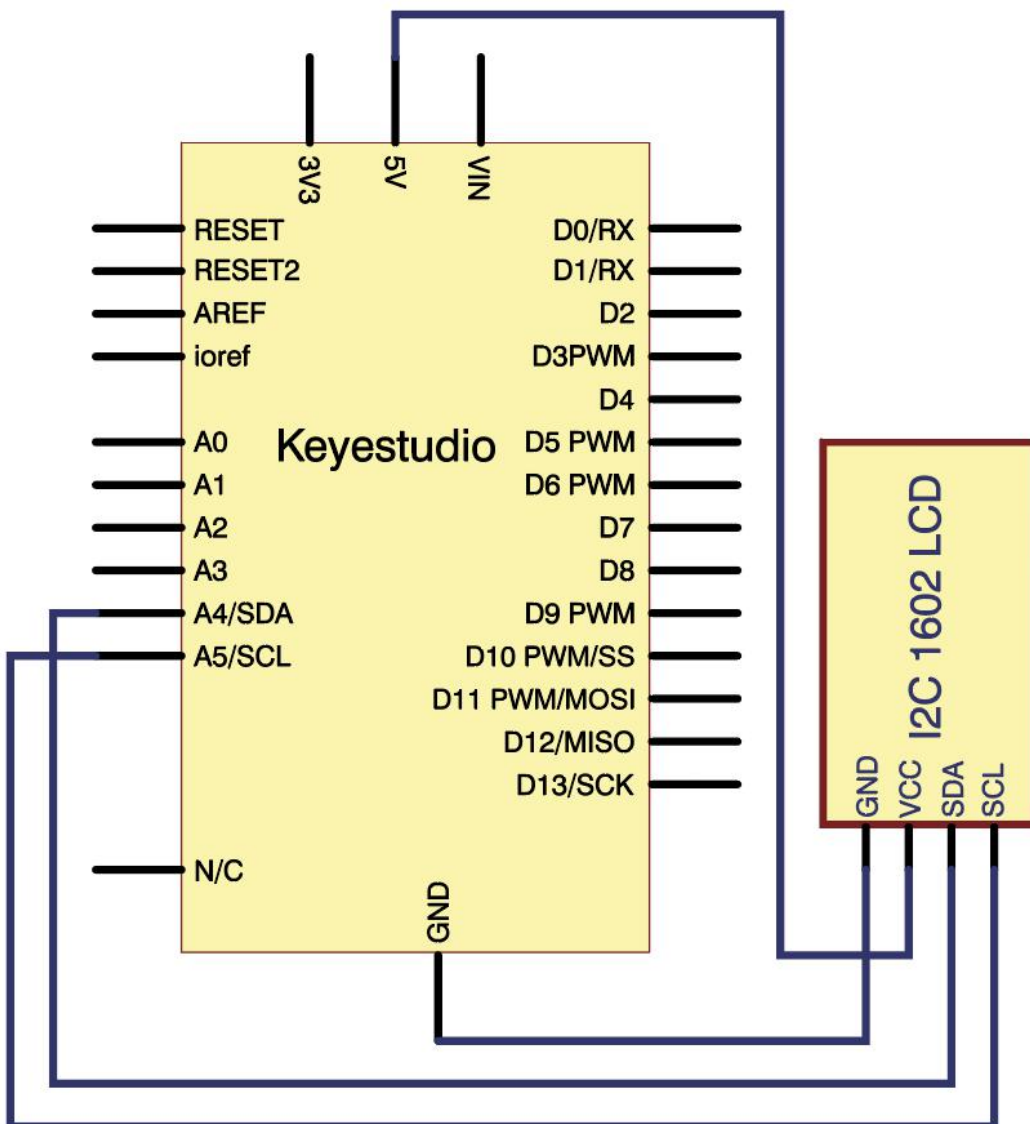 3V3
5V
VIN
RESET
RESET2
AREF
ioref
A0
A1
A2
A3
A4/SDA
A5/SCL
N/C
Keyestudio
D0/RX
D1/RX
D2
D3PWM
D4
D5 PWM
D6 PWM
D7
D8
D9 PWM
D10 PWM/SS
D11 PWM/MOSI
D12/MISO
D13/SCK
GND
I2C 1602 LCD
GND
VCC
SDA
SCL